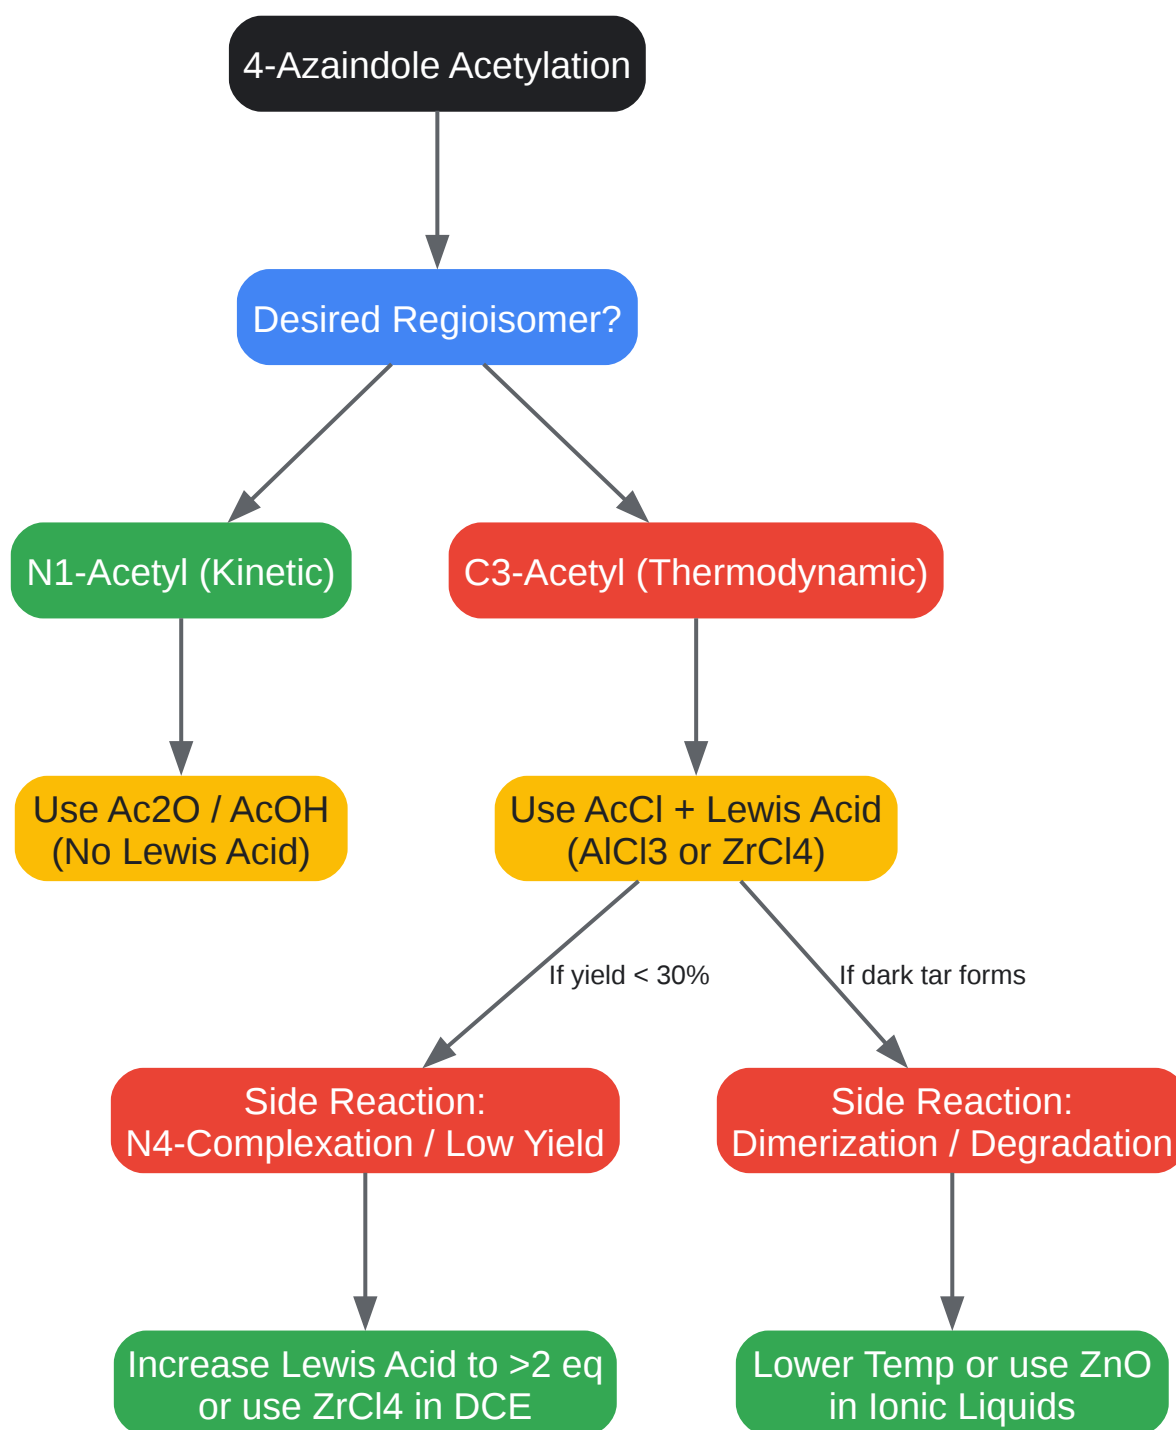 4-Azaindole Acetylation
Desired Regioisomer?
N1-Acetyl (Kinetic)
C3-Acetyl (Thermodynamic)
Use Ac2O / AcOH
(No Lewis Acid)
Use AcCl + Lewis Acid
(AlCl3 or ZrCl4)
If yield < 30%
If dark tar forms
Side Reaction:
N4-Complexation / Low Yield
Side Reaction:
Dimerization / Degradation
Increase Lewis Acid to >2 eq
or use ZrCl4 in DCE
Lower Temp or use ZnO
in Ionic Liquids